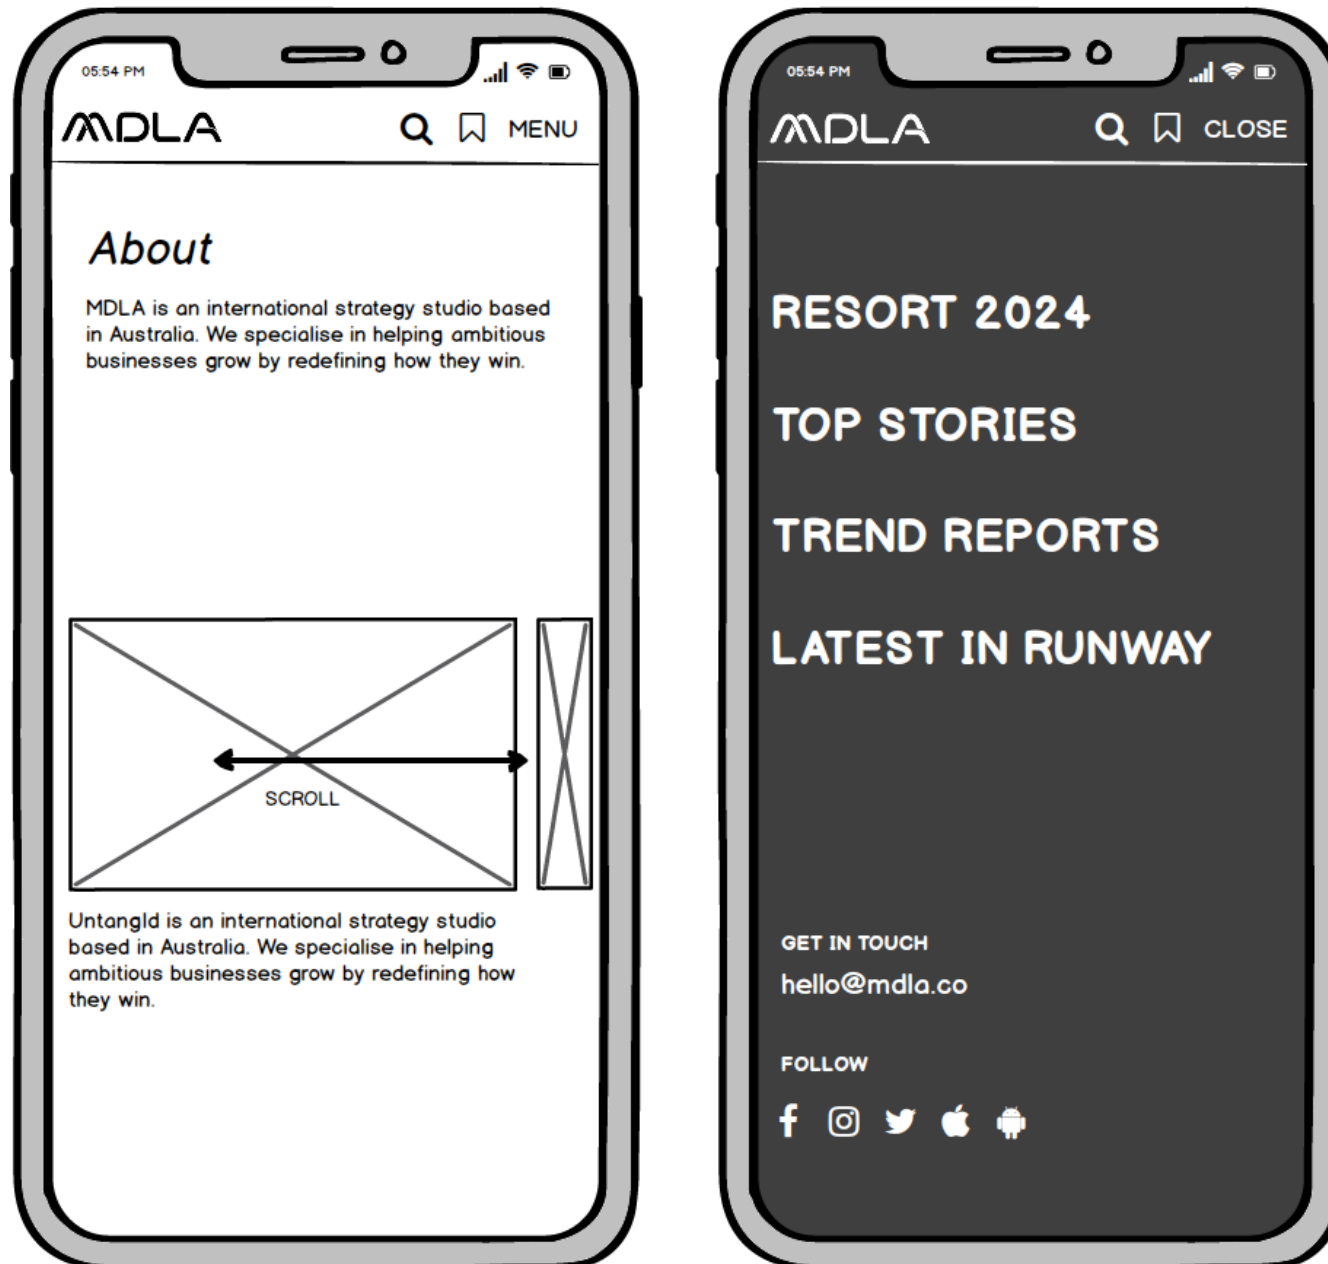 05:54 PM
MDLA
MENU
About
MDLA is an international strategy studio based
in Australia. We specialise in helping ambitious
businesses grow by redefining how they win.
SCROLL
Untangld is an international strategy studio
based in Australia. We specialise in helping
ambitious businesses grow by redefining how
they win.
05:54 PM
MDLA
CLOSE
RESORT 2024
TOP STORIES
TREND REPORTS
LATEST IN RUNWAY
GET IN TOUCH
hello@mdla.co
FOLLOW